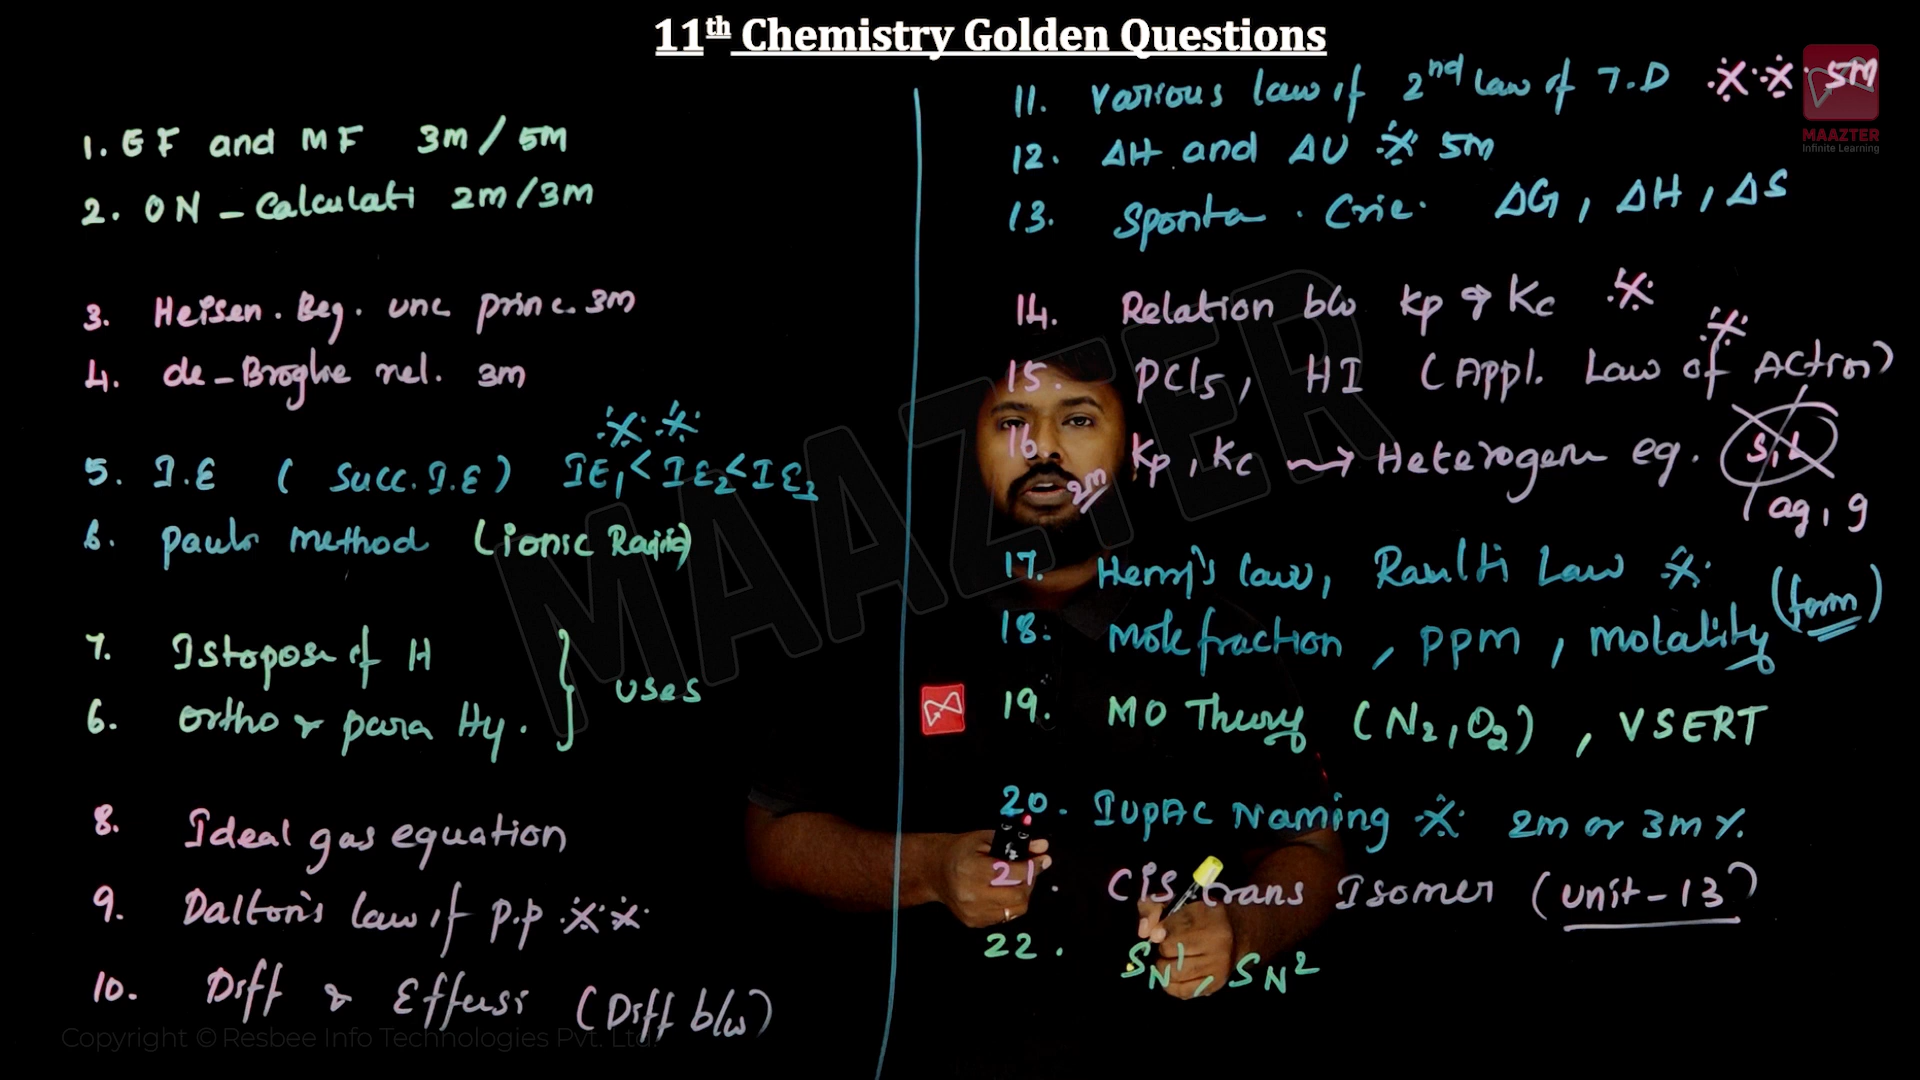 11th Chemistry Golden Questions
1. EF and MF 3m / 5m
2. ON - Calculati 2m/3m
3. Heisen. Beg. unc princ. 3m
4. de-Broglie rel. 3m
5. I.E ( Succ. I.E ) IE1 < IE2 < IE3
6. Pauls method (ionic Radii)
7. Istopose of H
6. Ortho & para Hy.
uses
8. Ideal gas equation
9. Dalton's law of P.P
10. Diff & Effusi (Diff b/w)
11. Various law of 2nd law of T.D 5M
12. ΔH and ΔU 5m
13. Sponta. Crie. ΔG, ΔH, ΔS
14. Relation b/w Kp & Kc
15. PCl5, HI (Appl. Law of Action)
16. Kp, Kc → Heterogen eq. S, L
2m
aq, g
17. Henry's law, Raulti Law
18. Mole fraction, PPM, Molality (form)
19. MO Theory (N2, O2), VSERT
20. IUPAC Naming 2m or 3m
21. Cis trans Isomer (unit-13)
22. SN1, SN2
MAAZTER
Infinite Learning
MAAZTER
Copyright © Resbee Info Technologies Pvt. Ltd.